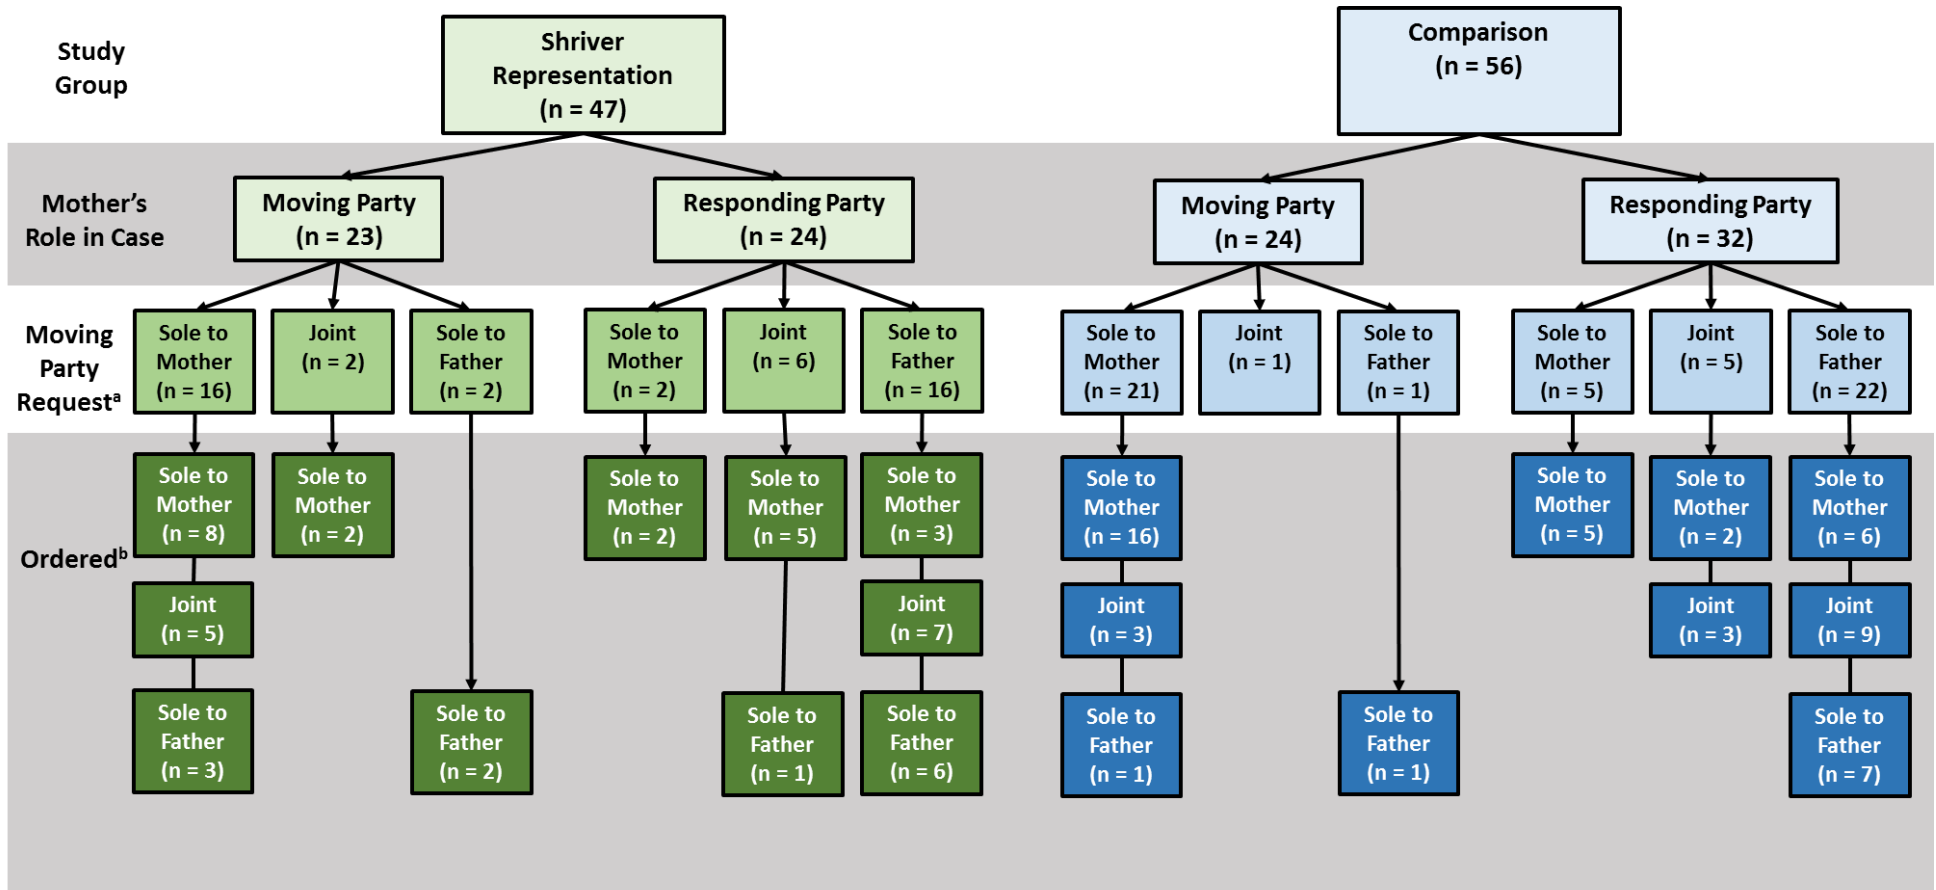 Study
Group
Shriver
Representation
(n = 47)
Comparison
(n = 56)
Mother’s
Role in Case
Moving Party
(n = 23)
Responding Party
(n = 24)
Moving Party
(n = 24)
Responding Party
(n = 32)
Moving
Party
Requestᵃ
Sole to
Mother
(n = 16)
Joint
(n = 2)
Sole to
Father
(n = 2)
Sole to
Mother
(n = 2)
Joint
(n = 6)
Sole to
Father
(n = 16)
Sole to
Mother
(n = 21)
Joint
(n = 1)
Sole to
Father
(n = 1)
Sole to
Mother
(n = 5)
Joint
(n = 5)
Sole to
Father
(n = 22)
Orderedᵇ
Sole to
Mother
(n = 8)
Sole to
Mother
(n = 2)
Sole to
Mother
(n = 2)
Sole to
Mother
(n = 5)
Sole to
Mother
(n = 3)
Sole to
Mother
(n = 16)
Sole to
Mother
(n = 5)
Sole to
Mother
(n = 2)
Sole to
Mother
(n = 6)
Joint
(n = 5)
Joint
(n = 7)
Joint
(n = 3)
Joint
(n = 3)
Joint
(n = 9)
Sole to
Father
(n = 3)
Sole to
Father
(n = 2)
Sole to
Father
(n = 1)
Sole to
Father
(n = 6)
Sole to
Father
(n = 1)
Sole to
Father
(n = 1)
Sole to
Father
(n = 7)